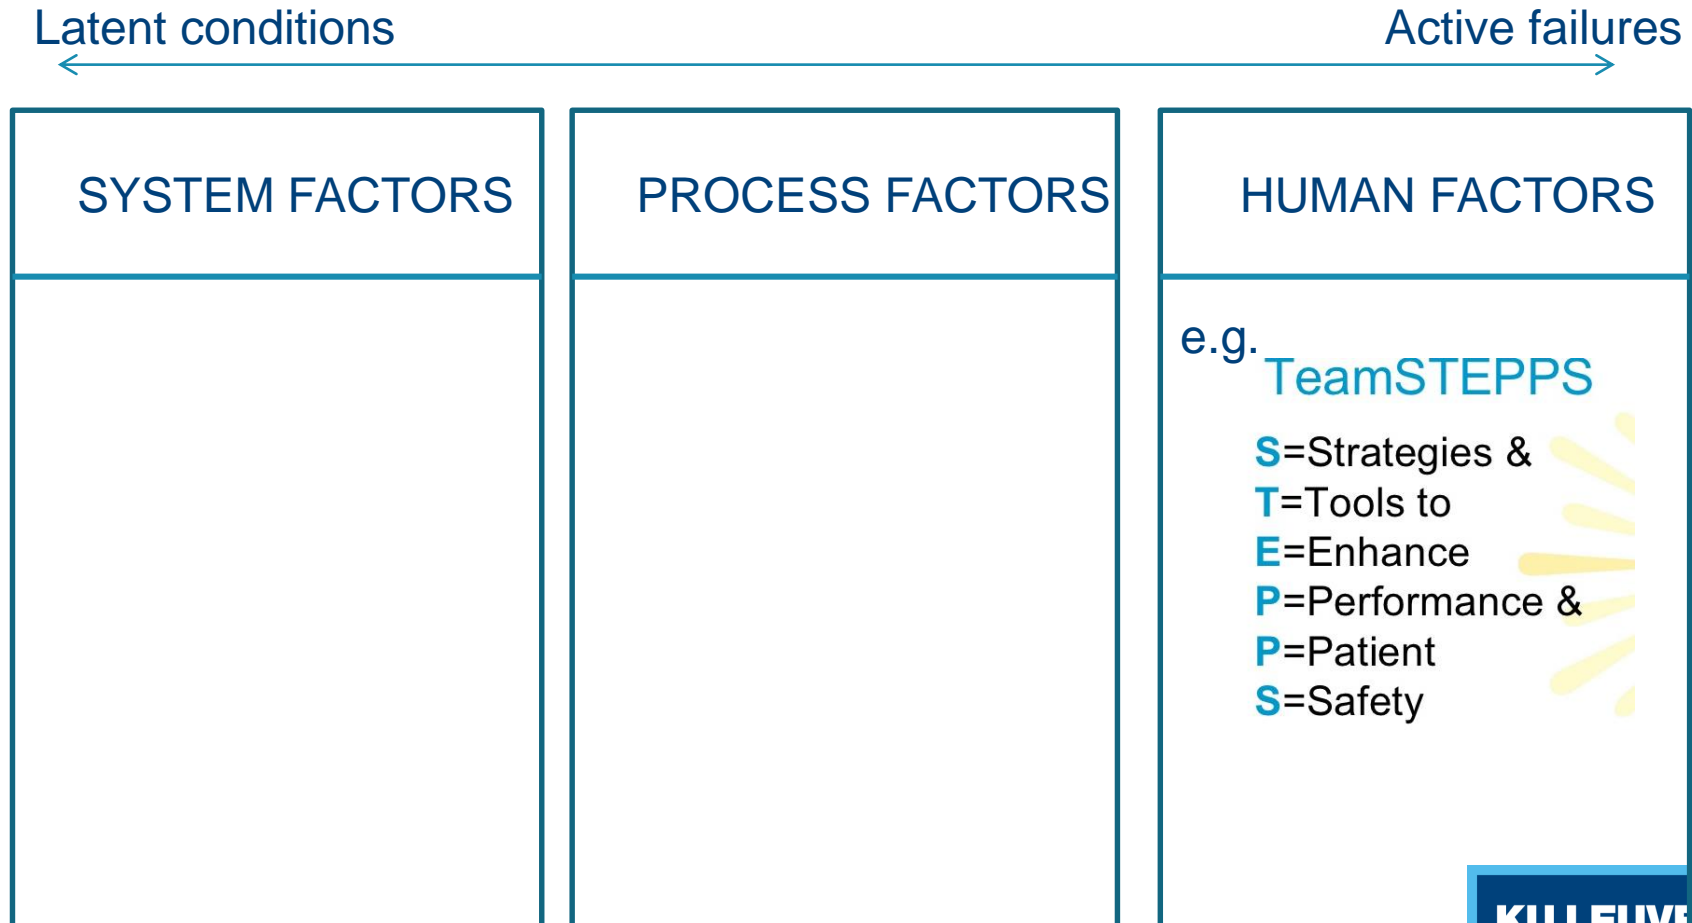 Latent conditions
Active failures
SYSTEM FACTORS
PROCESS FACTORS
HUMAN FACTORS
e.g.
TeamSTEPPS
S=Strategies &
T=Tools to
E=Enhance
P=Performance &
P=Patient
S=Safety